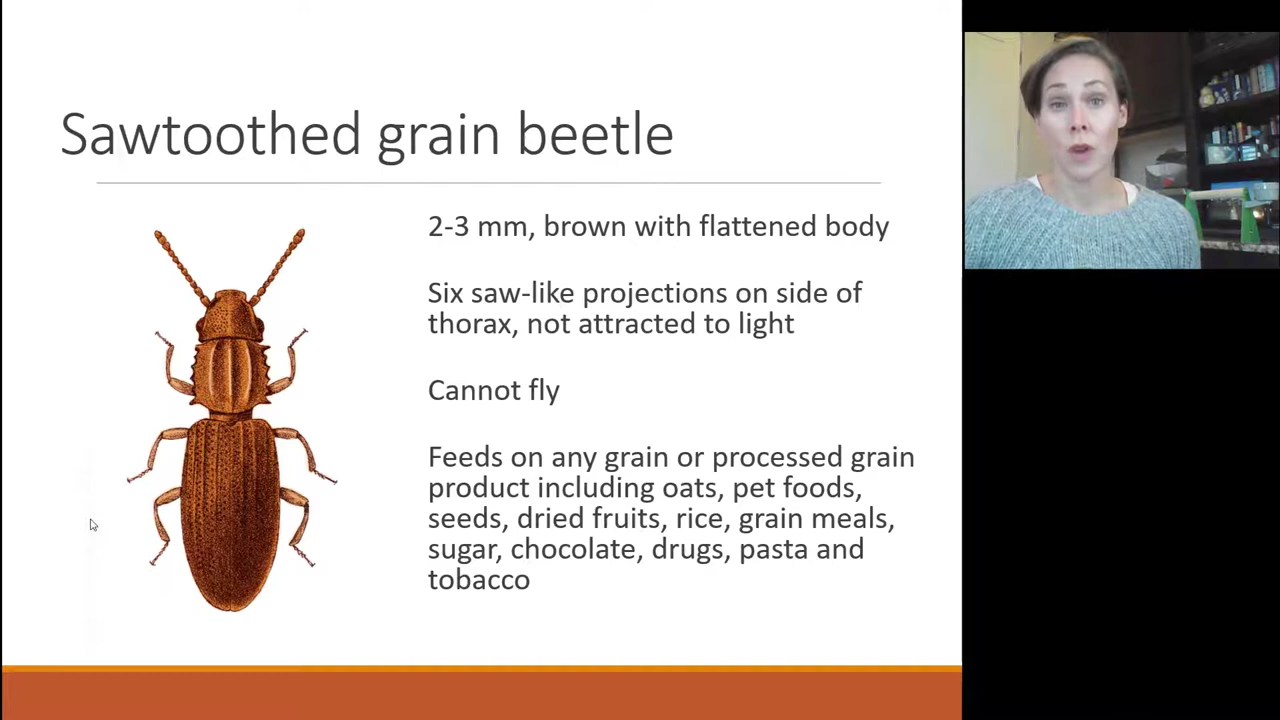 Sawtoothed grain beetle
2-3 mm, brown with flattened body
Six saw-like projections on side of
thorax, not attracted to light
Cannot fly
Feeds on any grain or processed grain
product including oats, pet foods,
seeds, dried fruits, rice, grain meals,
sugar, chocolate, drugs, pasta and
tobacco